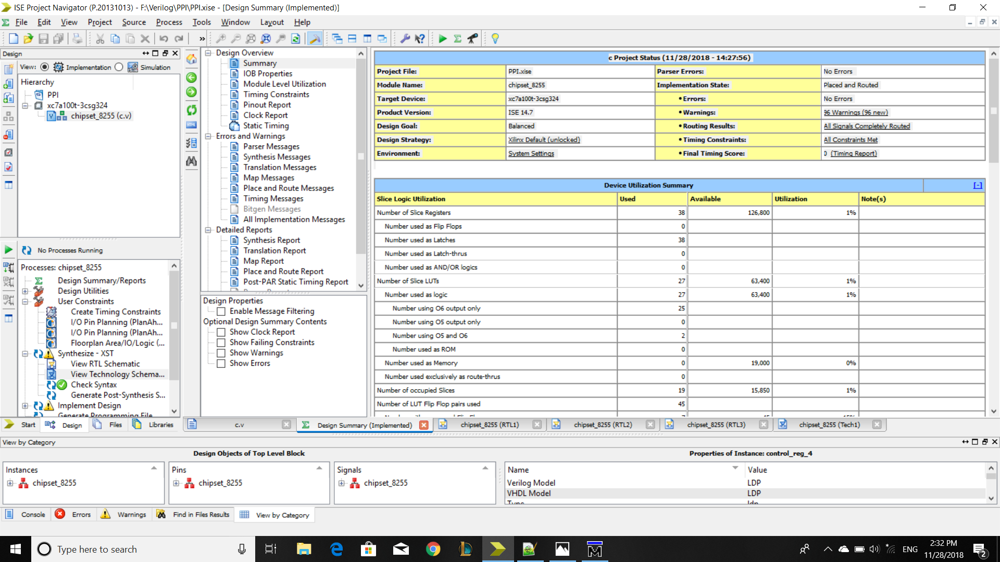 ISE Project Navigator (P.20131013) - F:\Verilog\PPI\PPI.xise - [Design Summary (Implemented)]
File Edit View Project Source Process Tools Window Layout Help
»
Design
View: Implementation Simulation
Hierarchy
PPI
xc7a100t-3csg324
chipset_8255 (c.v)
No Processes Running
Processes: chipset_8255
Design Summary/Reports
Design Utilities
User Constraints
Create Timing Constraints
I/O Pin Planning (PlanAh...
I/O Pin Planning (PlanAh...
Floorplan Area/IO/Logic (...
Synthesize - XST
View RTL Schematic
View Technology Schema...
Check Syntax
Generate Post-Synthesis S...
Implement Design
Generate Programming File
Start Design Files Libraries
Design Overview
Summary
IOB Properties
Module Level Utilization
Timing Constraints
Pinout Report
Clock Report
Static Timing
Errors and Warnings
Parser Messages
Synthesis Messages
Translation Messages
Map Messages
Place and Route Messages
Timing Messages
Bitgen Messages
All Implementation Messages
Detailed Reports
Synthesis Report
Translation Report
Map Report
Place and Route Report
Post-PAR Static Timing Report
Design Properties
Enable Message Filtering
Optional Design Summary Contents
Show Clock Report
Show Failing Constraints
Show Warnings
Show Errors
c Project Status (11/28/2018 - 14:27:56)
Project File: PPI.xise Parser Errors: No Errors
Module Name: chipset_8255 Implementation State: Placed and Routed
Target Device: xc7a100t-3csg324 •Errors: No Errors
Product Version: ISE 14.7 •Warnings: 96 Warnings (96 new)
Design Goal: Balanced •Routing Results: All Signals Completely Routed
Design Strategy: Xilinx Default (unlocked) •Timing Constraints: All Constraints Met
Environment: System Settings •Final Timing Score: 0 (Timing Report)
Device Utilization Summary [-]
Slice Logic Utilization Used Available Utilization Note(s)
Number of Slice Registers 38 126,800 1%
Number used as Flip Flops 0
Number used as Latches 38
Number used as Latch-thrus 0
Number used as AND/OR logics 0
Number of Slice LUTs 27 63,400 1%
Number used as logic 27 63,400 1%
Number using O6 output only 25
Number using O5 output only 0
Number using O5 and O6 2
Number used as ROM 0
Number used as Memory 0 19,000 0%
Number used exclusively as route-thrus 0
Number of occupied Slices 19 15,850 1%
Number of LUT Flip Flop pairs used 45
c.v Design Summary (Implemented) chipset_8255 (RTL1) chipset_8255 (RTL2) chipset_8255 (RTL3) chipset_8255 (Tech1)
View by Category
Design Objects of Top Level Block Properties of Instance: control_reg_4
Instances Pins Signals Name Value
chipset_8255 chipset_8255 chipset_8255 Verilog Model LDP
VHDL Model LDP
Type ldp
Console Errors Warnings Find in Files Results View by Category
Type here to search
ENG
2:32 PM
11/28/2018
2